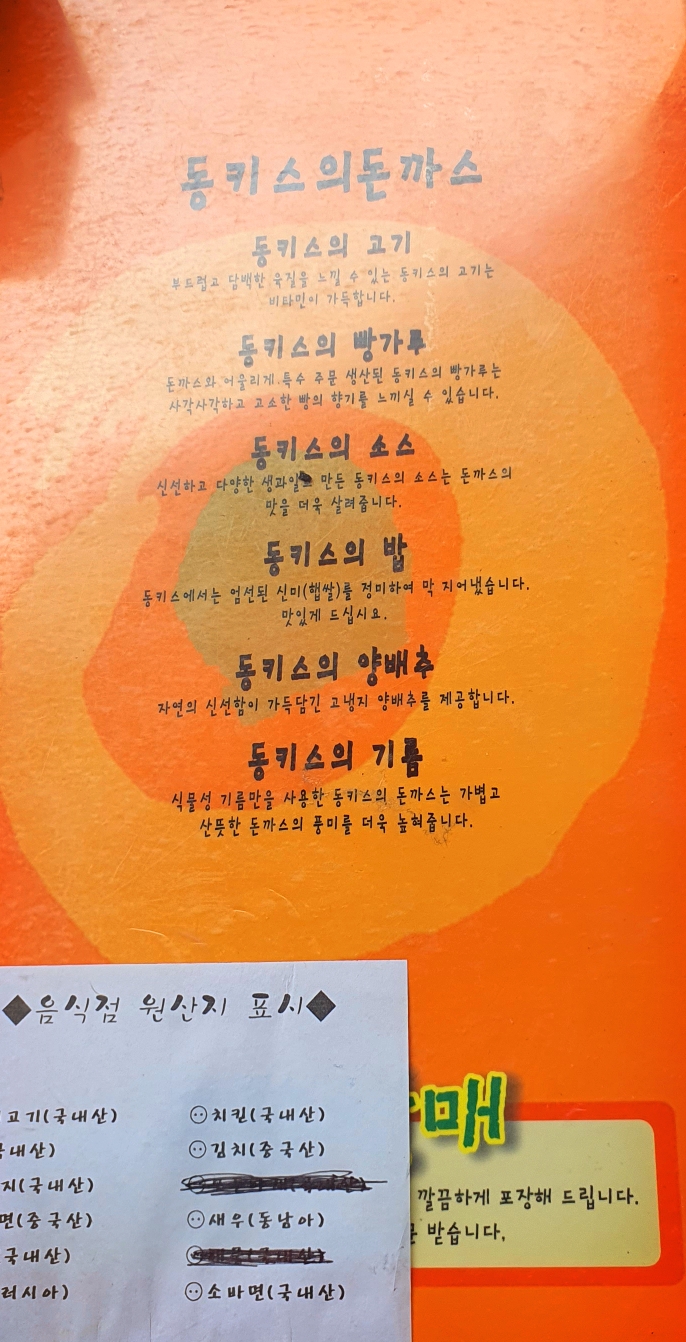 동키스의돈까스
동키스의 고기
부드럽고 담백한 육질을 느낄 수 있는 동키스의 고기는
비타민이 가득합니다.
동키스의 빵가루
돈까스와 어울리게 특수 주문 생산된 동키스의 빵가루는
사각사각하고 고소한 빵의 향기를 느끼실 수 있습니다.
동키스의 소스
신선하고 다양한 생과일로 만든 동키스의 소스는 돈까스의
맛을 더욱 살려줍니다.
동키스의 밥
동키스에서는 엄선된 신미(햅쌀)를 정미하여 막 지어냈습니다.
맛있게 드십시요.
동키스의 양배추
자연의 신선함이 가득담긴 고냉지 양배추를 제공합니다.
동키스의 기름
식물성 기름만을 사용한 동키스의 돈까스는 가볍고
산뜻한 돈까스의 풍미를 더욱 높혀줍니다.
◆음식점 원산지 표시◆
고기(국내산)
치킨(국내산)
내산)
김치(중국산)
지(국내산)
면(중국산)
새우(동남아)
국내산)
러시아)
소바면(국내산)
매
깔끔하게 포장해 드립니다.
받습니다,